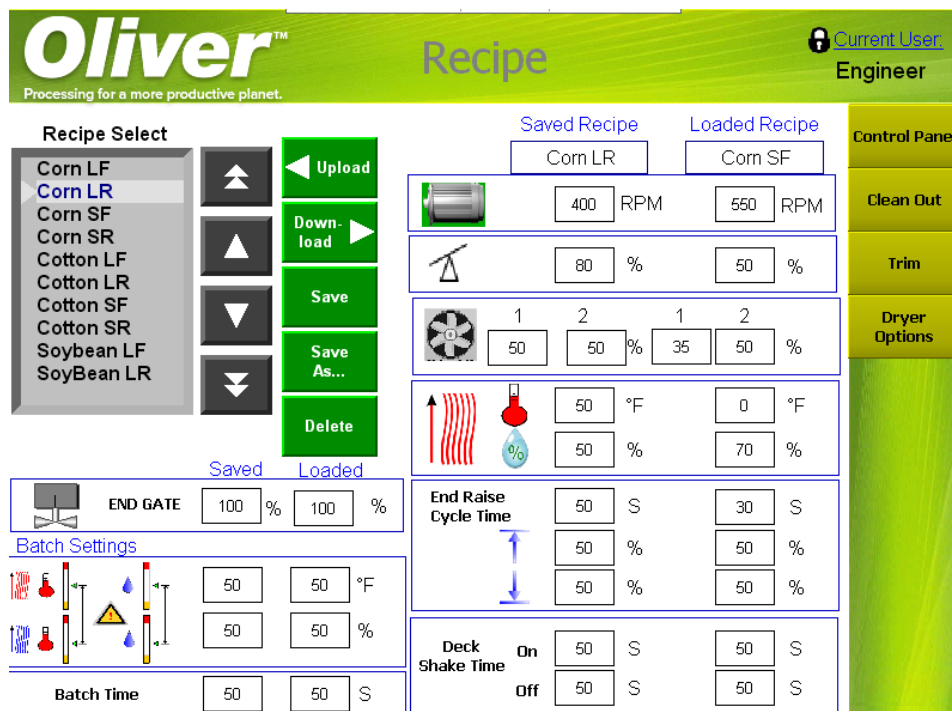 Oliver™
Processing for a more productive planet.
Recipe
Current User:
Engineer
Recipe Select
Corn LF
Corn LR
Corn SF
Corn SR
Cotton LF
Cotton LR
Cotton SF
Cotton SR
Soybean LF
SoyBean LR
Upload
Down-
load
Save
Save
As...
Delete
Saved Recipe Loaded Recipe
Corn LR Corn SF
400 RPM 550 RPM
80 % 50 %
1 2 1 2
50 50 % 35 50 %
50 °F 0 °F
% 50 % 70 %
End Raise
Cycle Time
50 S 30 S
50 % 50 %
50 % 50 %
Deck
Shake Time
On 50 S 50 S
Off 50 S 50 S
Control Pane
Clean Out
Trim
Dryer
Options
Saved Loaded
END GATE 100 % 100 %
Batch Settings
50 50 °F
50 50 %
Batch Time 50 50 S